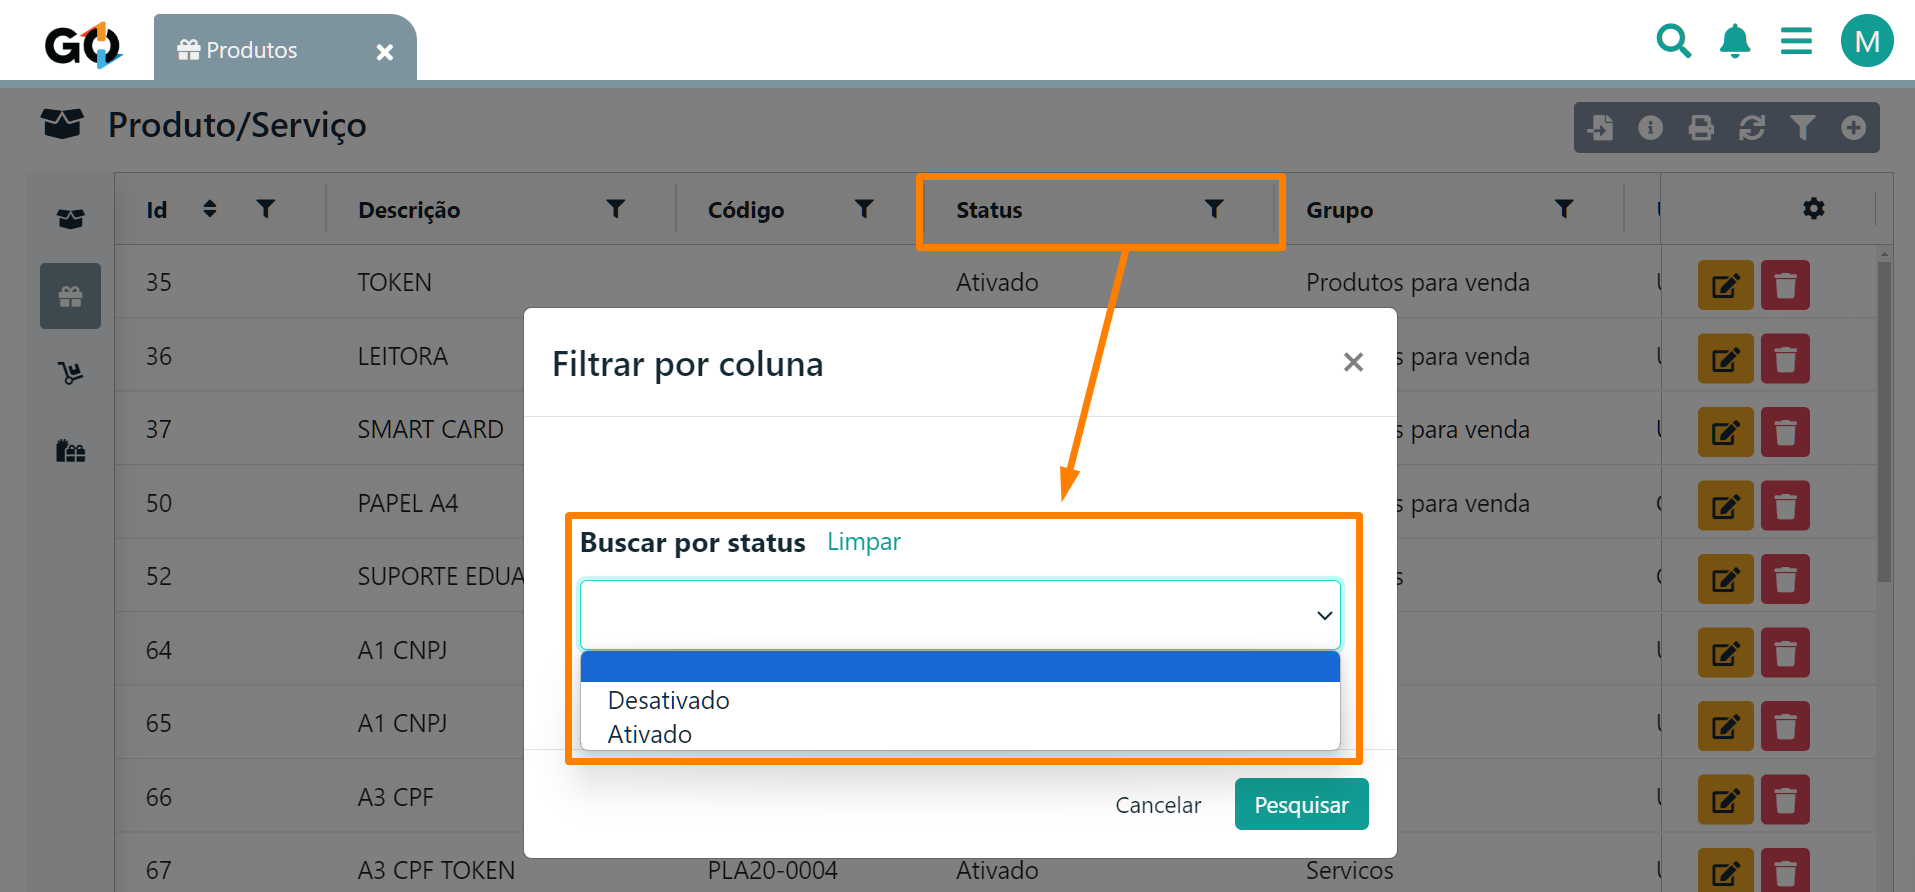 GO
Produtos
M
Produto/Serviço
Id Descrição Código Status Grupo
35 TOKEN Ativado Produtos para venda
Filtrar por coluna
36 LEITORA para venda
37 SMART CARD para venda
50 PAPEL A4 para venda
Buscar por status Limpar
52 SUPORTE EDUA
Desativado
Ativado
64 A1 CNPJ
65 A1 CNPJ
66 A3 CPF
Cancelar Pesquisar
67 A3 CPF TOKEN PLA20-0004 Ativado Servicos